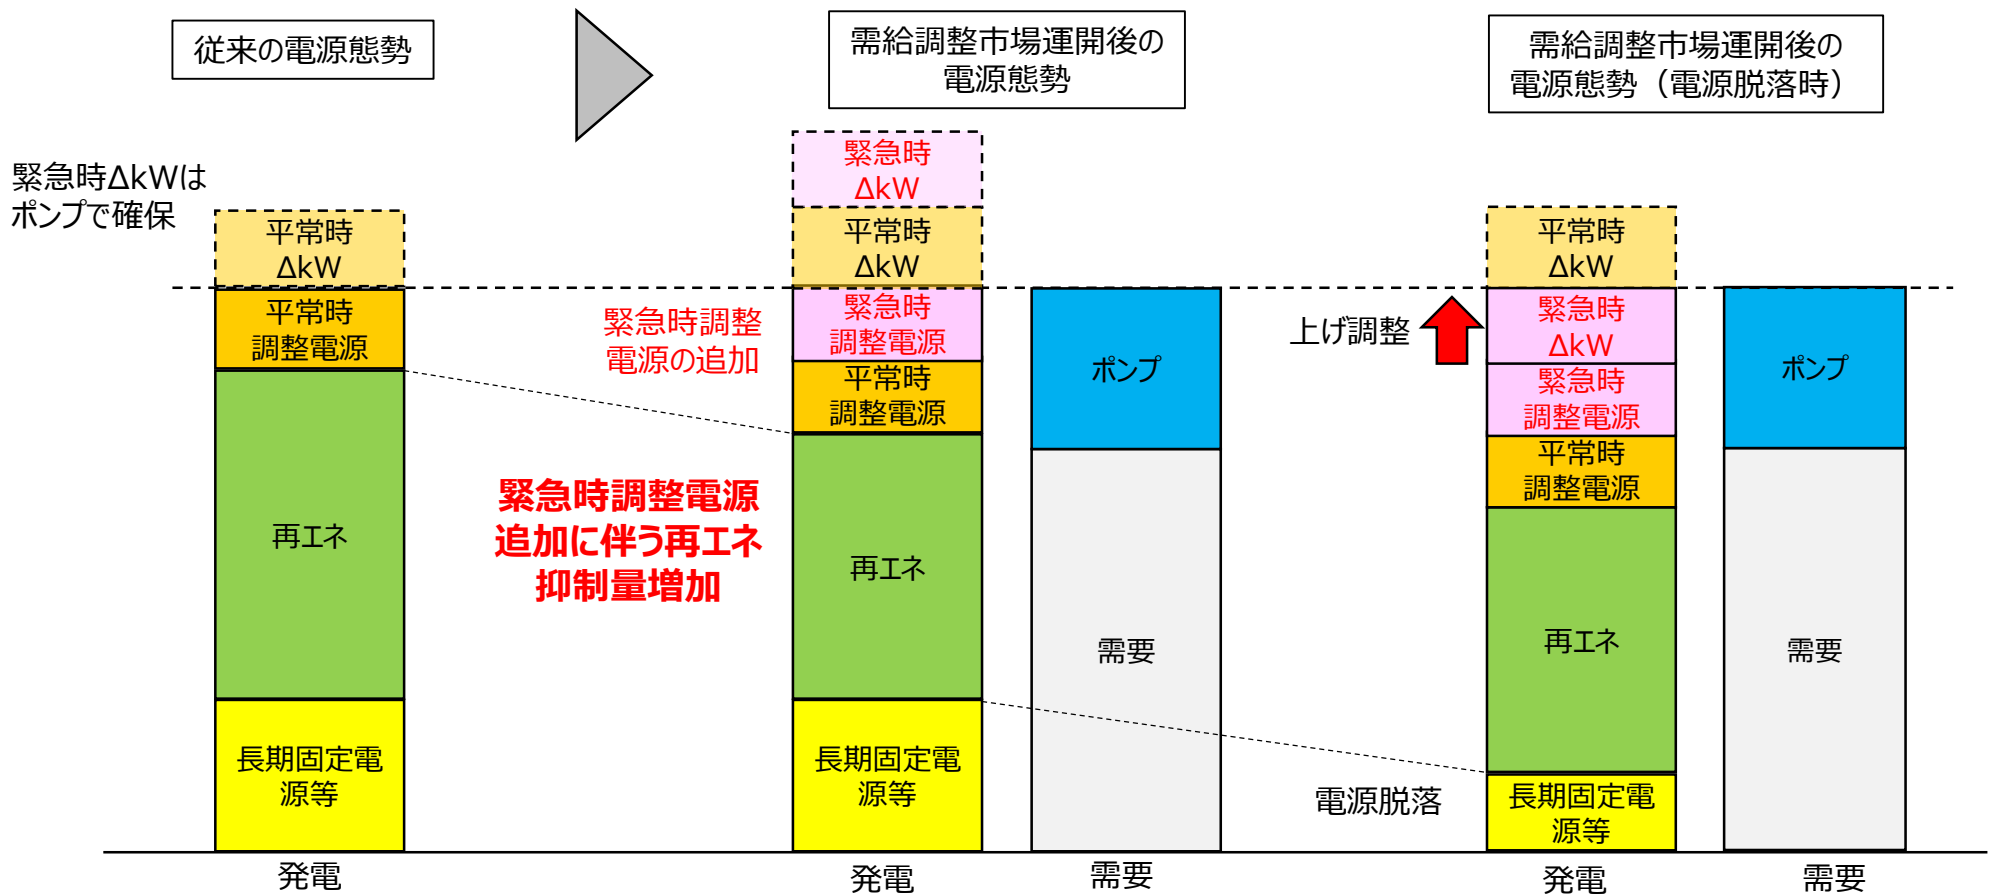 従来の電源態勢
需給調整市場運開後の
電源態勢
需給調整市場運開後の
電源態勢（電源脱落時）
緊急時ΔkWは
ポンプで確保
平常時
ΔkW
平常時
調整電源
再エネ
長期固定電
源等
発電
緊急時調整
電源の追加
緊急時調整電源
追加に伴う再エネ
抑制量増加
緊急時
ΔkW
平常時
ΔkW
緊急時
調整電源
平常時
調整電源
再エネ
長期固定電
源等
発電
ポンプ
需要
需要
上げ調整
電源脱落
平常時
ΔkW
緊急時
ΔkW
緊急時
調整電源
平常時
調整電源
再エネ
長期固定電
源等
発電
ポンプ
需要
需要